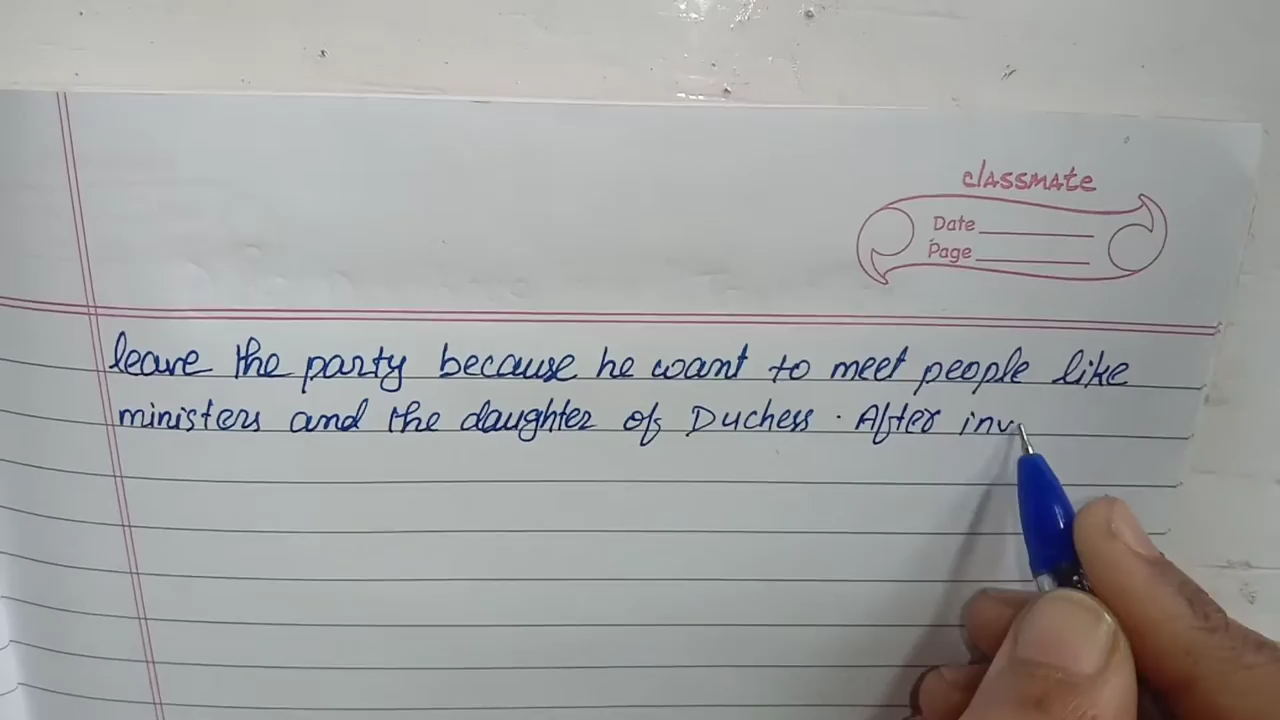 classmate
Date
Page
leave the party because he want to meet people like
ministers and the daughter of Duchess. After inv